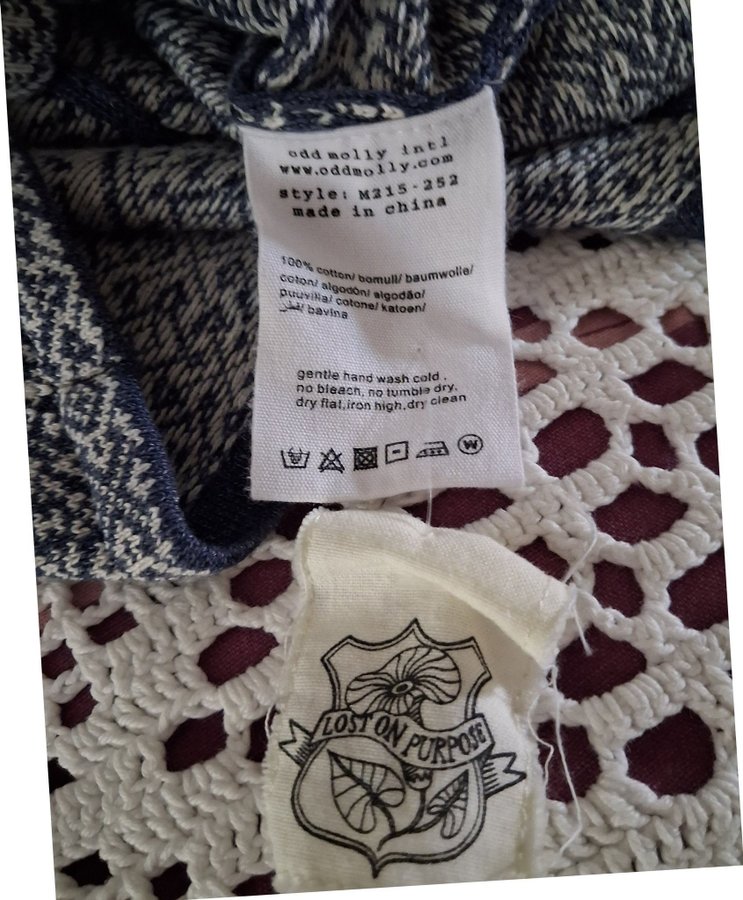 odd molly intl
www.oddmolly.com
style: M215-252
made in china
100% cotton/ bomull/ baumwolle/
coton/ algodón/ algodão/
puuvilla/ cotone/ katoen/
قطن/ bavlna
gentle hand wash cold .
no bleach, no tumble dry.
dry flat,iron high,dry clean
W
LOST ON PURPOSE